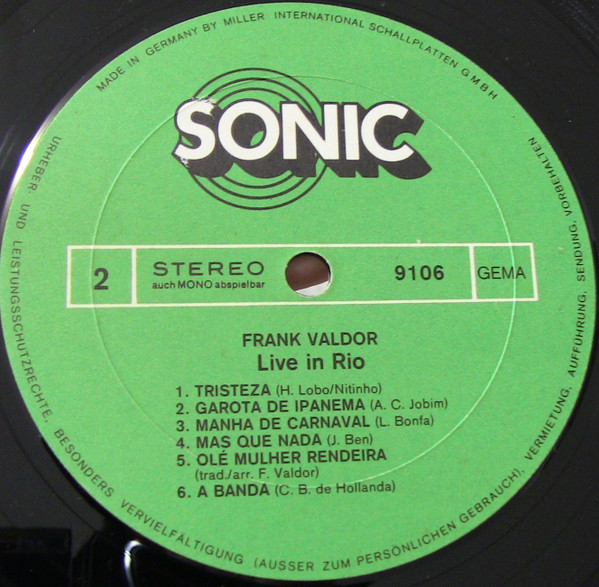 MADE IN GERMANY BY MILLER INTERNATIONAL SCHALLPLATTEN GMBH
SONIC
2
STEREO
auch MONO abspielbar
9106
GEMA
FRANK VALDOR
Live in Rio
1. TRISTEZA (H. Lobo/Nitinho)
2. GAROTA DE IPANEMA (A. C. Jobim)
3. MANHA DE CARNAVAL (L. Bonfa)
4. MAS QUE NADA (J. Ben)
5. OLÉ MULHER RENDEIRA
(trad./arr. F. Valdor)
6. A BANDA (C. B. de Hollanda)
URHEBER- UND LEISTUNGSSCHUTZRECHTE, BESONDERS VERVIELFÄLTIGUNG (AUSSER ZUM PERSÖNLICHEN GEBRAUCH), VERMIETUNG, AUFFÜHRUNG, SENDUNG, VORBEHALTEN